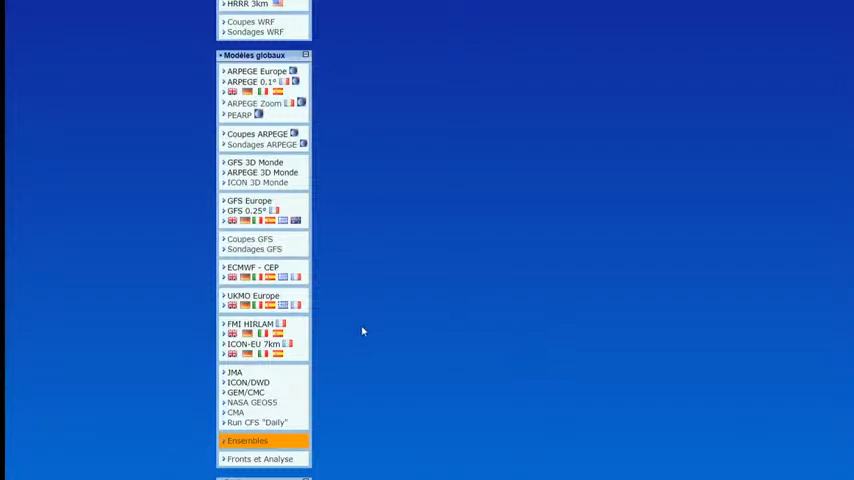 HRRR 3km
Coupes WRF
Sondages WRF
Modèles globaux
ARPEGE Europe
ARPEGE 0.1°
ARPEGE Zoom
PEARP
Coupes ARPEGE
Sondages ARPEGE
GFS 3D Monde
ARPEGE 3D Monde
ICON 3D Monde
GFS Europe
GFS 0.25°
Coupes GFS
Sondages GFS
ECMWF - CEP
UKMO Europe
FMI HIRLAM
ICON-EU 7km
JMA
ICON/DWD
GEM/CMC
NASA GEOS5
CMA
Run CFS "Daily"
Ensembles
Fronts et Analyse